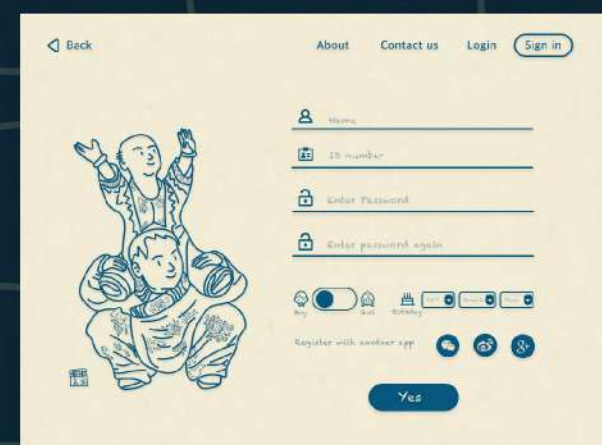 Back
About
Contact us
Login
Sign in
Name
ID number
Enter Password
Enter password again
Boy
Girl
Birthday
Register with another app
g+
Yes